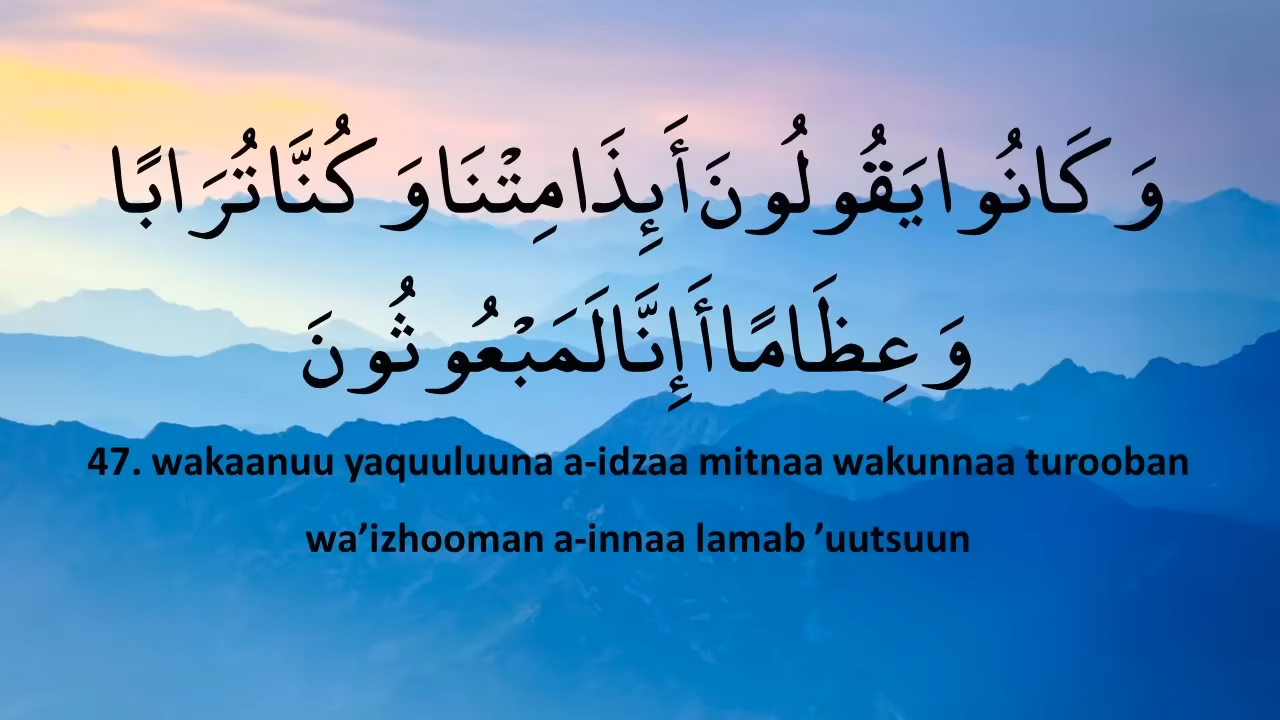 وَ كَانُوا يَقُولُونَ أَىِٕذَا مِتْنَا وَ كُنَّا تُرَابًا
وَ عِظَامًا أَ إِنَّا لَمَبْعُوثُونَ
47. wakaanuu yaquuluuna a-idzaa mitnaa wakunnaa turooban
wa’izhooman a-innaa lamab ’uutsuun